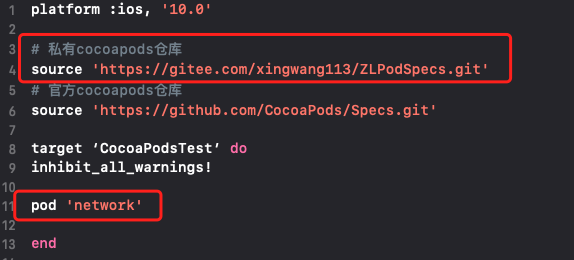 1 platform :ios, '10.0'
2
3 # 私有cocoapods仓库
4 source 'https://gitee.com/xingwang113/ZLPodSpecs.git'
5 # 官方cocoapods仓库
6 source 'https://github.com/CocoaPods/Specs.git'
7
8 target ‘CocoaPodsTest’ do
9 inhibit_all_warnings!
10
11 pod 'network'
12
13 end